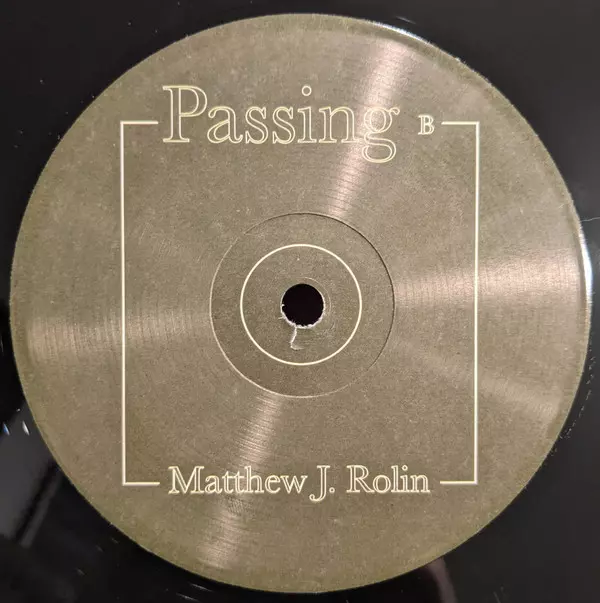 Passing B
Matthew J. Rolin